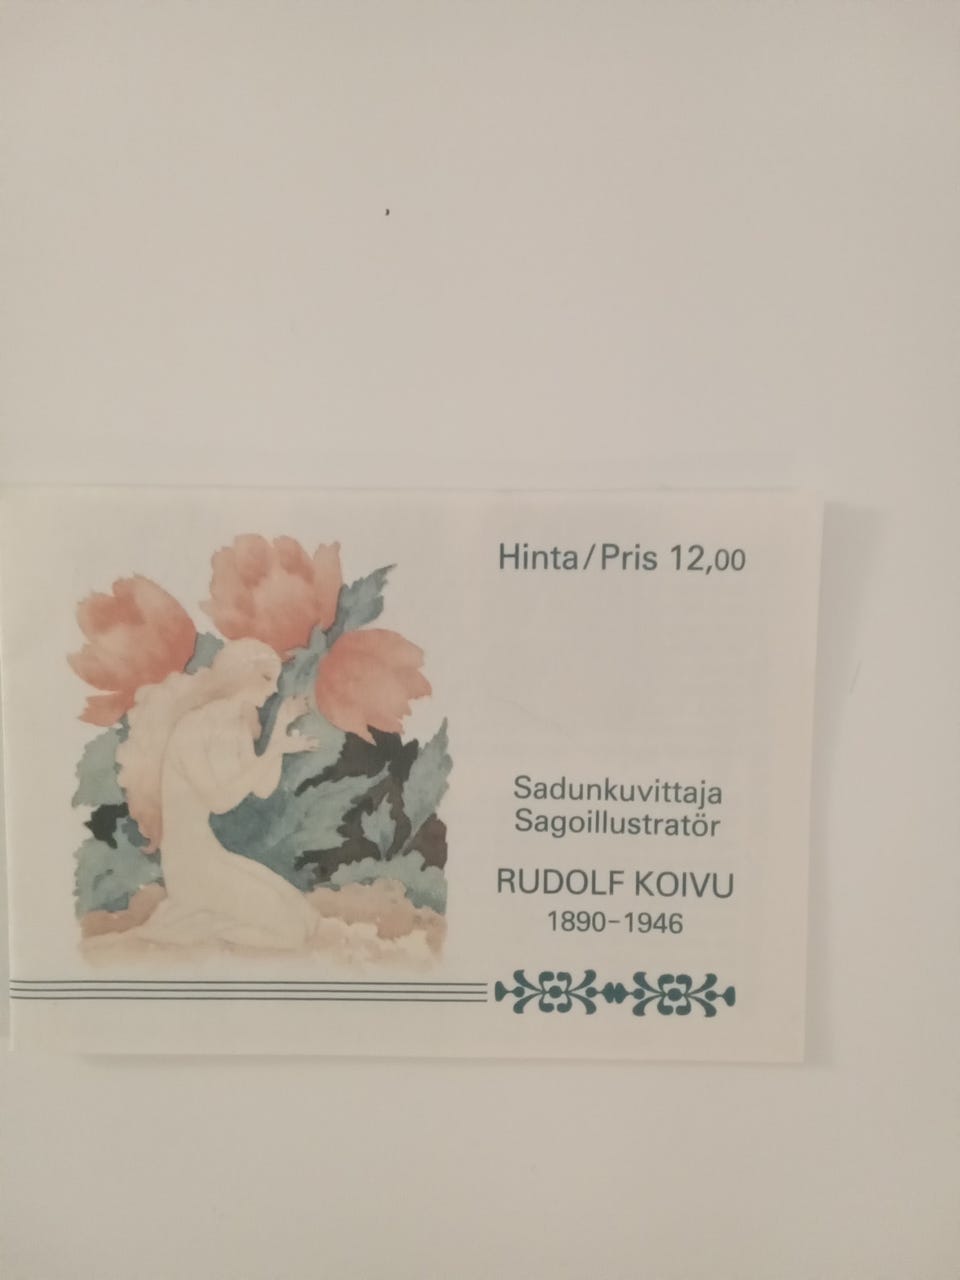 Hinta/Pris 12,00
Sadunkuvittaja
Sagoillustratör
RUDOLF KOIVU
1890-1946